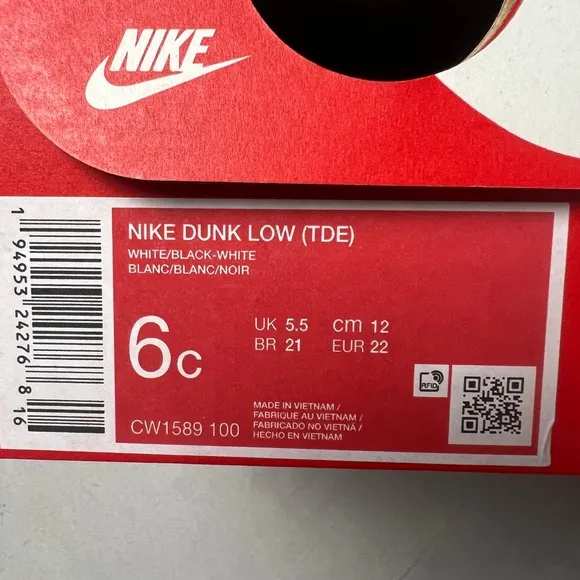 NIKE
NIKE DUNK LOW (TDE)
WHITE/BLACK-WHITE
BLANC/BLANC/NOIR
6c
UK 5.5 cm 12
BR 21 EUR 22
RFID
MADE IN VIETNAM /
FABRIQUE AU VIETNAM /
FABRICADO NO VIETNÃ /
HECHO EN VIETNAM
CW1589 100
1 94953 24276 8 16